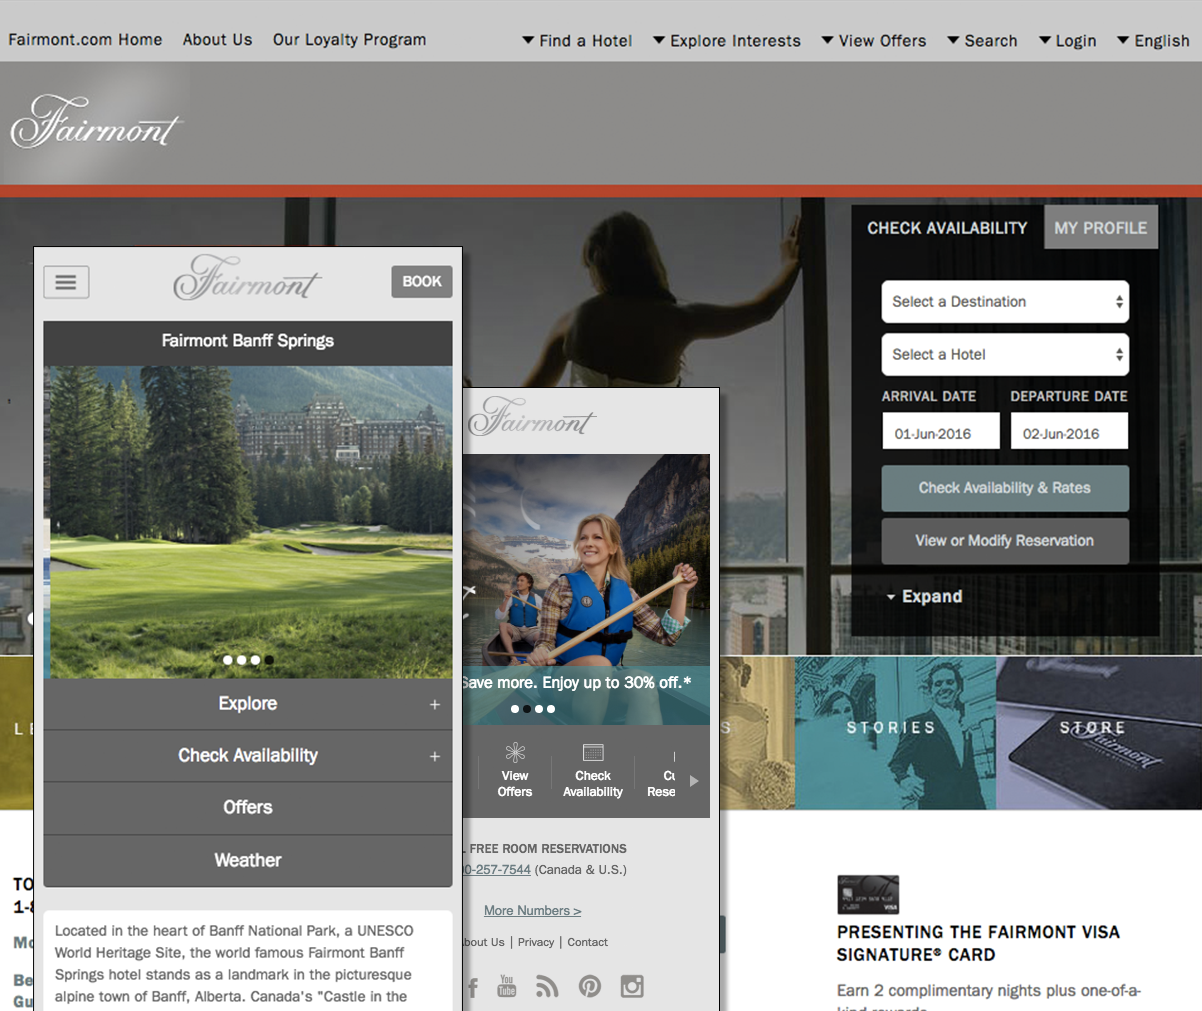 Fairmont.com Home About Us Our Loyalty Program Find a Hotel Explore Interests View Offers Search Login English
Fairmont
CHECK AVAILABILITY MY PROFILE
Select a Destination
Select a Hotel
ARRIVAL DATE DEPARTURE DATE
01-Jun-2016 02-Jun-2016
Check Availability & Rates
View or Modify Reservation
Expand
Fairmont BOOK
Fairmont Banff Springs
Explore +
Check Availability +
Offers
Weather
Located in the heart of Banff National Park, a UNESCO
World Heritage Site, the world famous Fairmont Banff
Springs hotel stands as a landmark in the picturesque
alpine town of Banff, Alberta. Canada's "Castle in the
Fairmont
Save more. Enjoy up to 30% off.*
View
Offers
Check
Availability
Cu
Rese
L FREE ROOM RESERVATIONS
00-257-7544 (Canada & U.S.)
More Numbers >
bout Us | Privacy | Contact
You
Tube
L E
S
STORIES
STORE
Fairmont
TO
1-8
Mo
Be
Gu
VISA
PRESENTING THE FAIRMONT VISA
SIGNATURE® CARD
Earn 2 complimentary nights plus one-of-a-